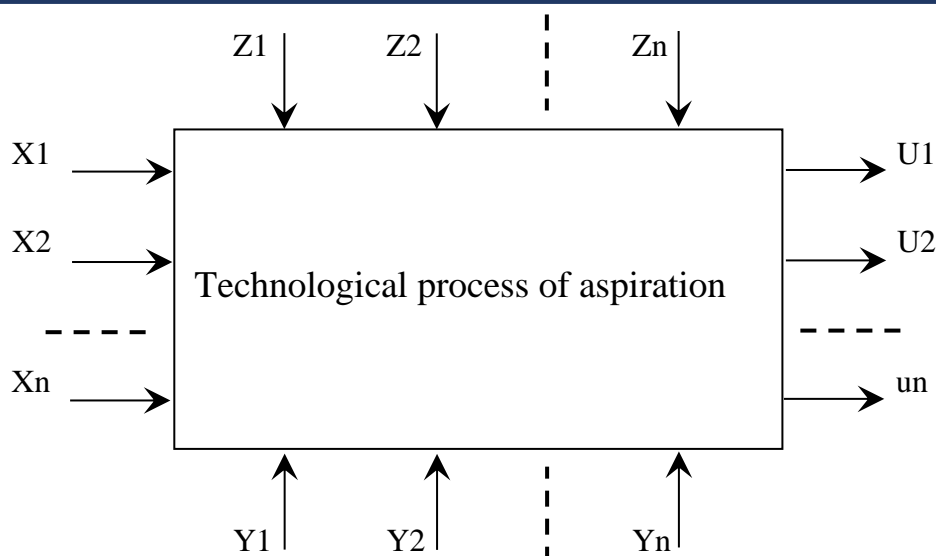 Z1 Z2 Zn
X1 U1
X2 U2
Technological process of aspiration
Xn un
Y1 Y2 Yn